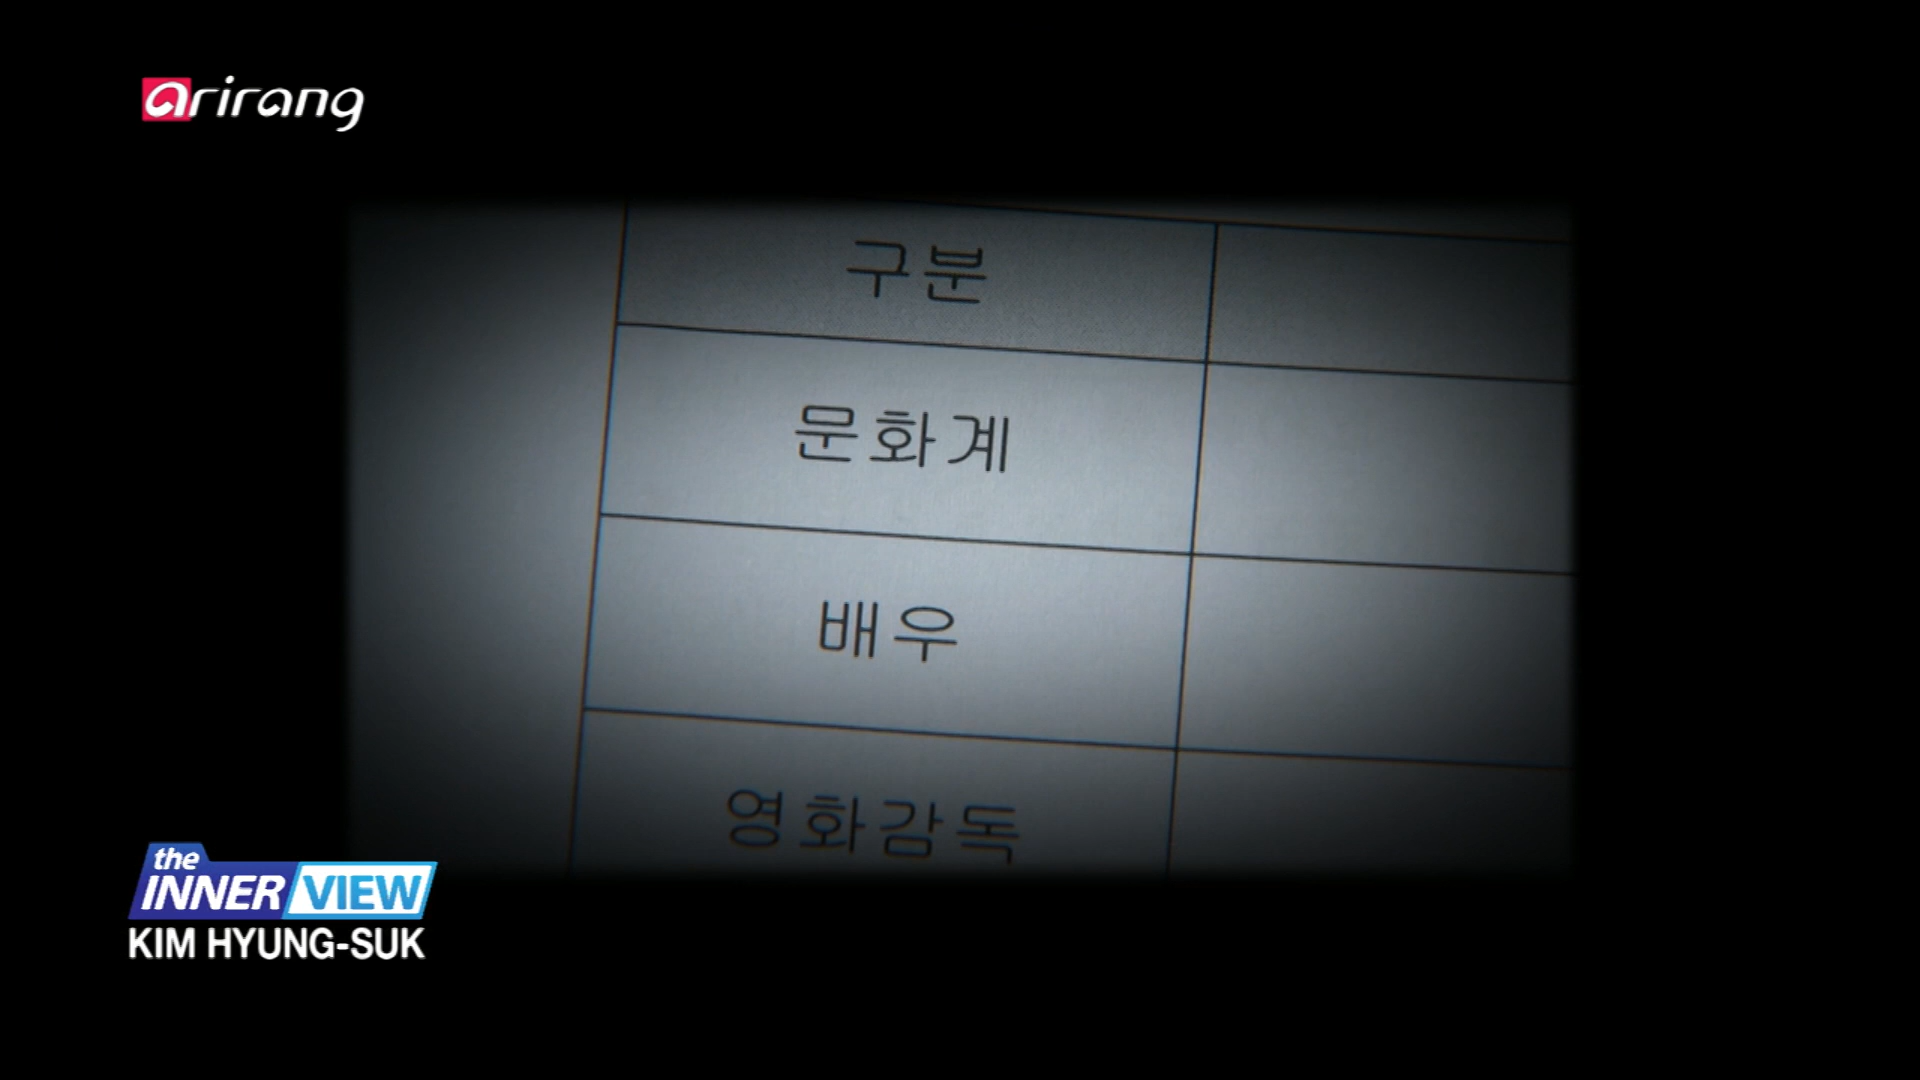 arirang
구분
문화계
배우
영화감독
the
INNER VIEW
KIM HYUNG-SUK